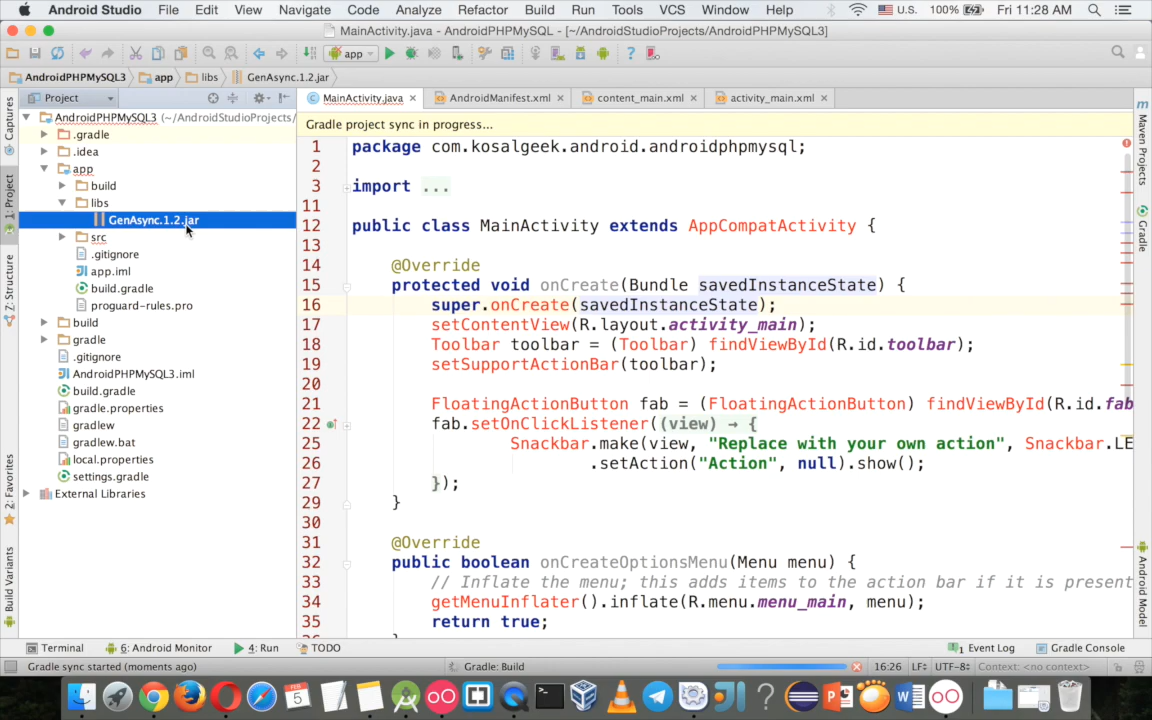 Android Studio File Edit View Navigate Code Analyze Refactor Build Run Tools VCS Window Help U.S. 100% Fri 11:28 AM
MainActivity.java - AndroidPHPMySQL - [~/AndroidStudioProjects/AndroidPHPMySQL3]
app
AndroidPHPMySQL3 app libs GenAsync.1.2.jar
Project
MainActivity.java AndroidManifest.xml content_main.xml activity_main.xml
Captures
1: Project
Z: Structure
2: Favorites
Build Variants
AndroidPHPMySQL3 (~/AndroidStudioProjects/
.gradle
.idea
app
build
libs
GenAsync.1.2.jar
src
.gitignore
app.iml
build.gradle
proguard-rules.pro
build
gradle
.gitignore
AndroidPHPMySQL3.iml
build.gradle
gradle.properties
gradlew
gradlew.bat
local.properties
settings.gradle
External Libraries
Gradle project sync in progress...
1 package com.kosalgeek.android.androidphpmysql;
2
3 import ...
11
12 public class MainActivity extends AppCompatActivity {
13
14 @Override
15 protected void onCreate(Bundle savedInstanceState) {
16 super.onCreate(savedInstanceState);
17 setContentView(R.layout.activity_main);
18 Toolbar toolbar = (Toolbar) findViewById(R.id.toolbar);
19 setSupportActionBar(toolbar);
20
21 FloatingActionButton fab = (FloatingActionButton) findViewById(R.id.fab
22 fab.setOnClickListener((view) → {
25 Snackbar.make(view, "Replace with your own action", Snackbar.LE
26 .setAction("Action", null).show();
27 });
29 }
30
31 @Override
32 public boolean onCreateOptionsMenu(Menu menu) {
33 // Inflate the menu; this adds items to the action bar if it is present
34 getMenuInflater().inflate(R.menu.menu_main, menu);
35 return true;
Maven Projects
Gradle
Android Model
Terminal 6: Android Monitor 4: Run TODO 1 Event Log Gradle Console
Gradle sync started (moments ago) Gradle: Build 16:26 LF÷ UTF-8÷ Context: <no context>
FEB
5